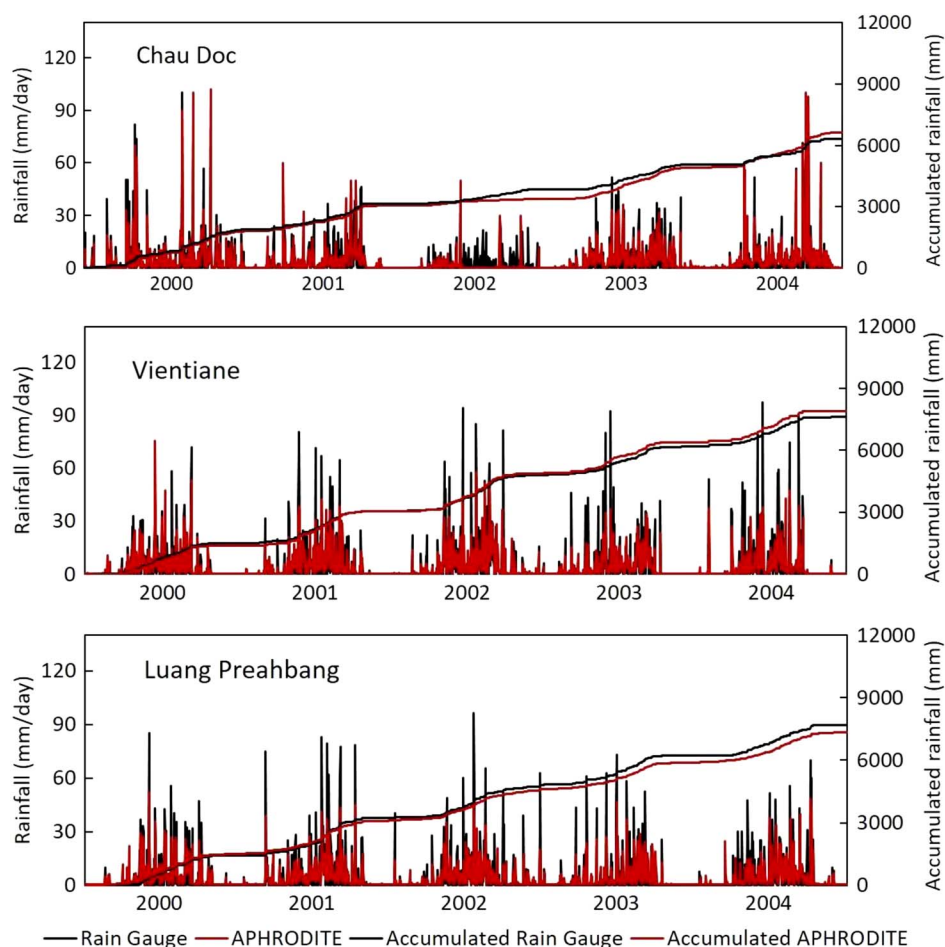 Chau Doc
Rainfall (mm/day)
120
90
60
30
0
12000
9000
6000
3000
0
Accumulated rainfall (mm)
2000 2001 2002 2003 2004
Vientiane
Rainfall (mm/day)
120
90
60
30
0
12000
9000
6000
3000
0
Accumulated rainfall (mm)
2000 2001 2002 2003 2004
Luang Preahbang
Rainfall (mm/day)
120
90
60
30
0
12000
9000
6000
3000
0
Accumulated rainfall (mm)
2000 2001 2002 2003 2004
Rain Gauge APHRODITE Accumulated Rain Gauge Accumulated APHRODITE